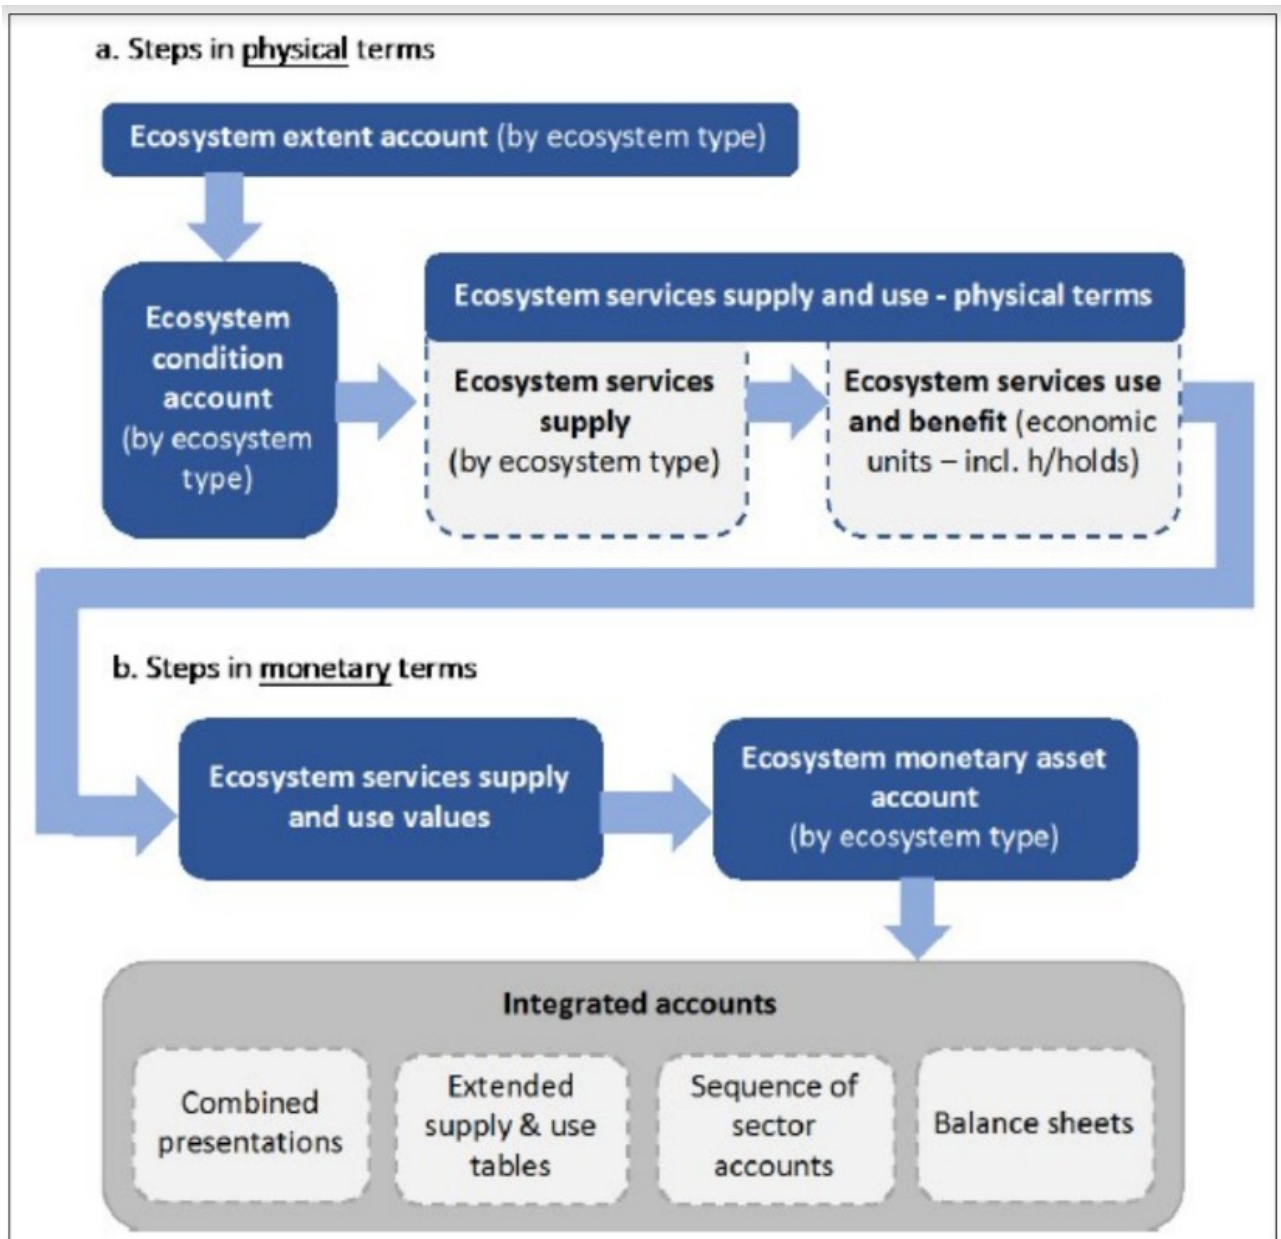 a. Steps in physical terms
Ecosystem extent account (by ecosystem type)
Ecosystem
condition
account
(by ecosystem
type)
Ecosystem services supply and use - physical terms
Ecosystem services
supply
(by ecosystem type)
Ecosystem services use
and benefit (economic
units – incl. h/holds)
b. Steps in monetary terms
Ecosystem services supply
and use values
Ecosystem monetary asset
account
(by ecosystem type)
Integrated accounts
Combined
presentations
Extended
supply & use
tables
Sequence of
sector
accounts
Balance sheets